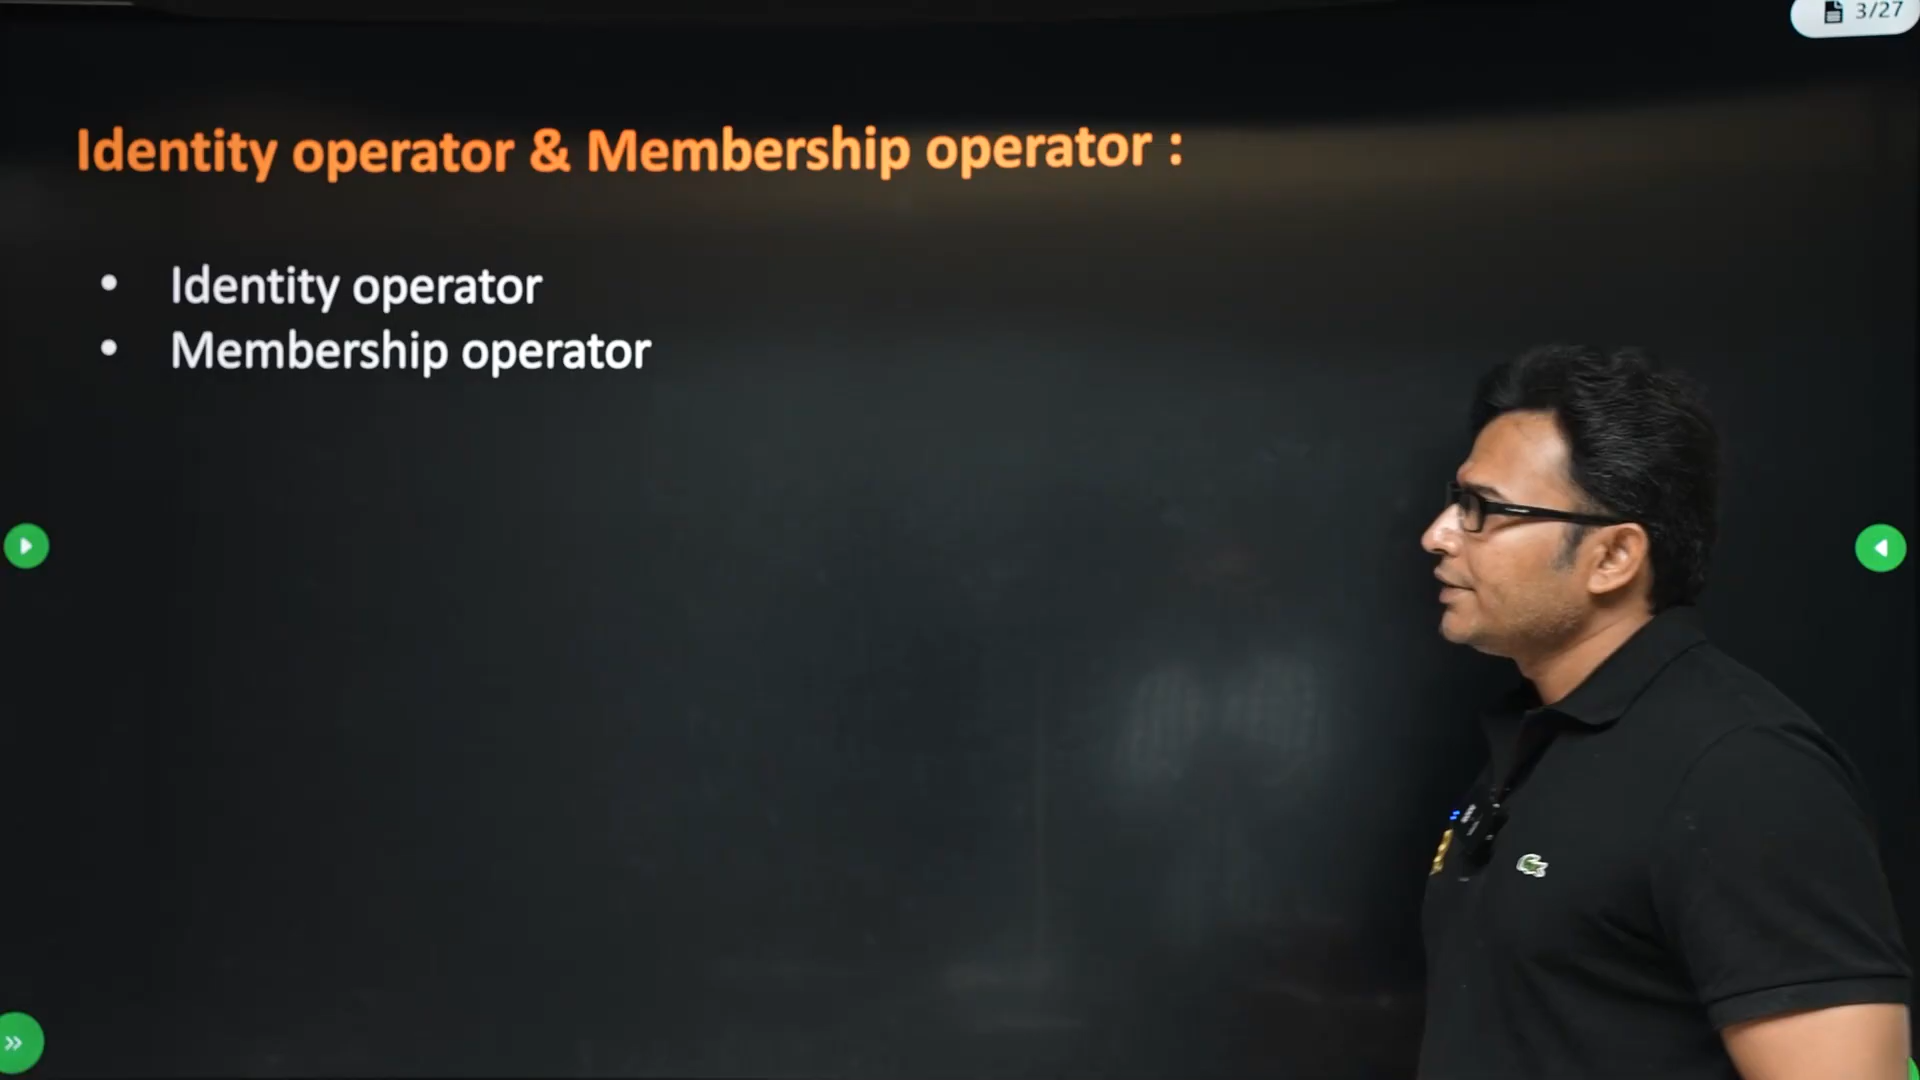 3/27
Identity operator & Membership operator :
• Identity operator
• Membership operator